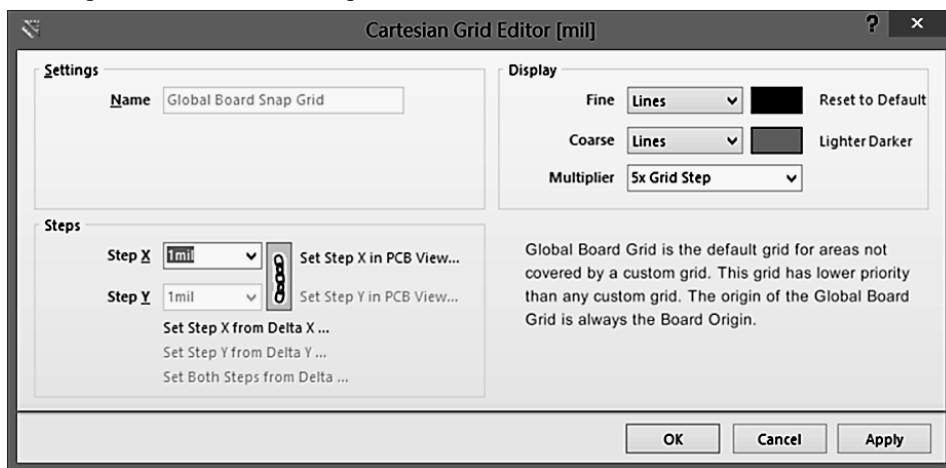 Cartesian Grid Editor [mil]
? ×
Settings
Name Global Board Snap Grid
Display
Fine Lines Reset to Default
Coarse Lines Lighter Darker
Multiplier 5x Grid Step
Steps
Step X 1mil Set Step X in PCB View...
Step Y 1mil Set Step Y in PCB View...
Set Step X from Delta X ...
Set Step Y from Delta Y ...
Set Both Steps from Delta ...
Global Board Grid is the default grid for areas not
covered by a custom grid. This grid has lower priority
than any custom grid. The origin of the Global Board
Grid is always the Board Origin.
OK Cancel Apply